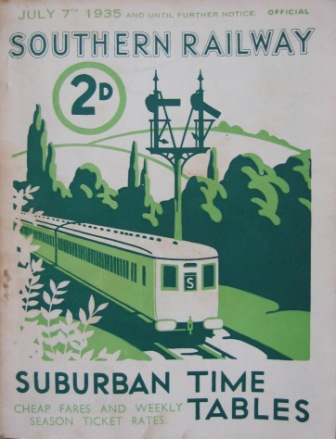 JULY 7TH 1935 AND UNTIL FURTHER NOTICE. OFFICIAL
SOUTHERN RAILWAY
2D
S
SUBURBAN TIME
TABLES
CHEAP FARES AND WEEKLY
SEASON TICKET RATES.